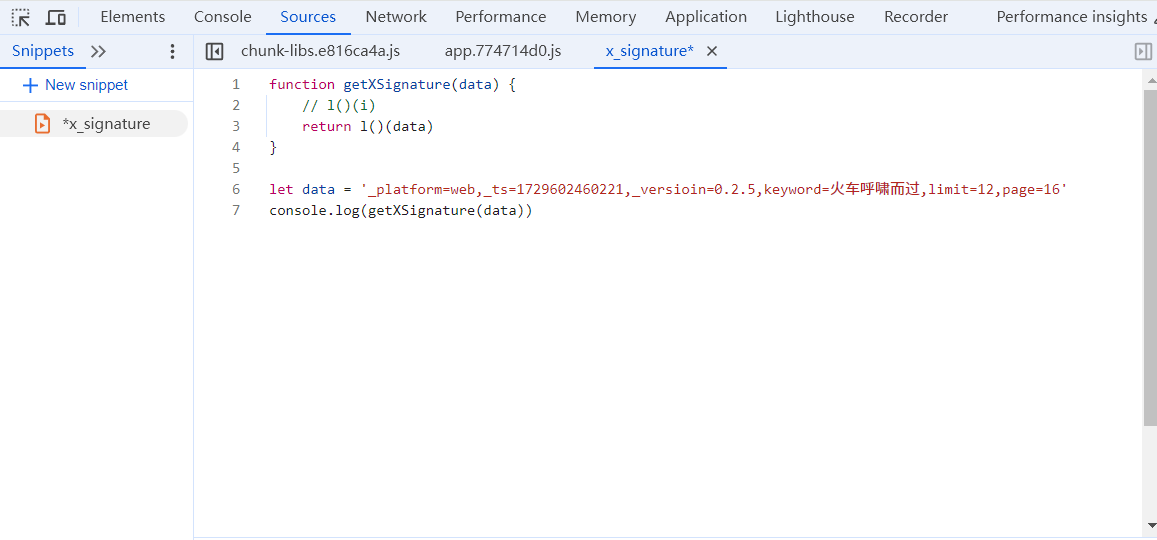 Elements Console Sources Network Performance Memory Application Lighthouse Recorder Performance insights
Snippets chunk-libs.e816ca4a.js app.774714d0.js x_signature*
New snippet
*x_signature
1 function getXSignature(data) {
2 // l()(i)
3 return l()(data)
4 }
5
6 let data = '_platform=web,_ts=1729602460221,_versioin=0.2.5,keyword=火车呼啸而过,limit=12,page=16'
7 console.log(getXSignature(data))